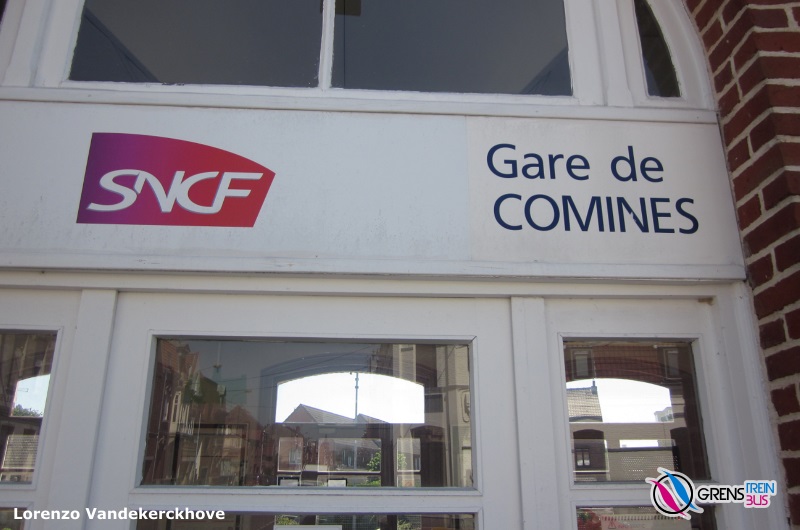 SNCF
Gare de
COMINES
Lorenzo Vandekerckhove
GRENS TREIN BUS